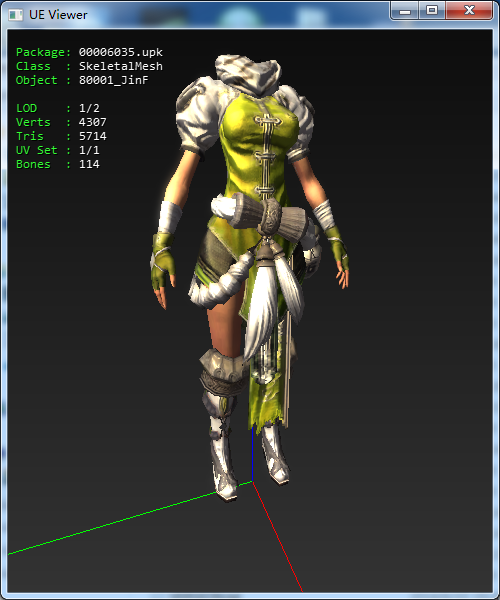 UE Viewer
Package: 00006035.upk
Class : SkeletalMesh
Object : 80001_JinF
LOD : 1/2
Verts : 4307
Tris : 5714
UV Set : 1/1
Bones : 114